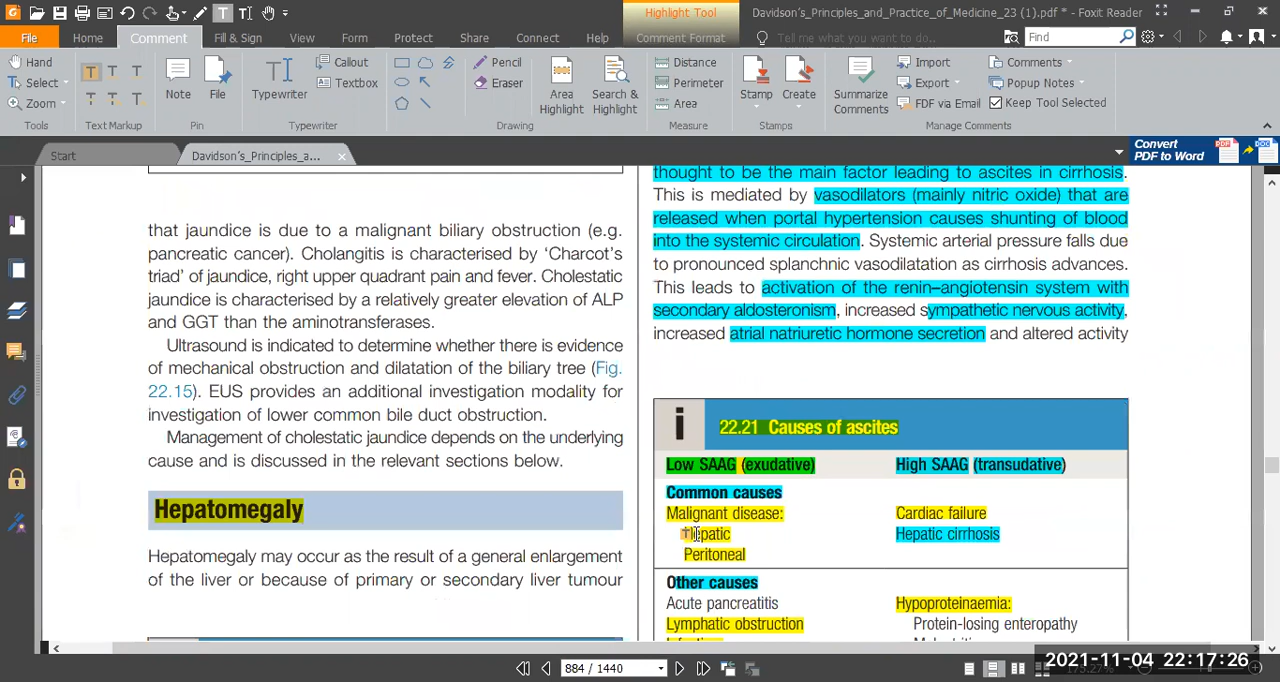 Highlight Tool
Davidson's_Principles_and_Practice_of_Medicine_23 (1).pdf * - Foxit Reader
File Home Comment Fill & Sign View Form Protect Share Connect Help Comment Format Tell me what you want to do.. Find
Hand
Select
Zoom
Tools
Text Markup
Note
File
Pin
Typewriter
Callout
Textbox
Typewriter
Pencil
Eraser
Drawing
Area Highlight
Search & Highlight
Distance
Perimeter
Area
Measure
Stamp
Create
Stamps
Summarize Comments
Import
Export
FDF via Email
Comments
Popup Notes
Keep Tool Selected
Manage Comments
Start
Davidson's_Principles_a...
Convert
PDF to Word
that jaundice is due to a malignant biliary obstruction (e.g.
pancreatic cancer). Cholangitis is characterised by 'Charcot's
triad' of jaundice, right upper quadrant pain and fever. Cholestatic
jaundice is characterised by a relatively greater elevation of ALP
and GGT than the aminotransferases.
Ultrasound is indicated to determine whether there is evidence
of mechanical obstruction and dilatation of the biliary tree (Fig.
22.15). EUS provides an additional investigation modality for
investigation of lower common bile duct obstruction.
Management of cholestatic jaundice depends on the underlying
cause and is discussed in the relevant sections below.
Hepatomegaly
Hepatomegaly may occur as the result of a general enlargement
of the liver or because of primary or secondary liver tumour
thought to be the main factor leading to ascites in cirrhosis.
This is mediated by vasodilators (mainly nitric oxide) that are
released when portal hypertension causes shunting of blood
into the systemic circulation. Systemic arterial pressure falls due
to pronounced splanchnic vasodilatation as cirrhosis advances.
This leads to activation of the renin–angiotensin system with
secondary aldosteronism, increased sympathetic nervous activity,
increased atrial natriuretic hormone secretion and altered activity
i 22.21 Causes of ascites
Low SAAG (exudative) High SAAG (transudative)
Common causes
Malignant disease: Cardiac failure
Hepatic Hepatic cirrhosis
Peritoneal
Other causes
Acute pancreatitis Hypoproteinaemia:
Lymphatic obstruction Protein-losing enteropathy
884 / 1440
2021-11-04 22:17:26